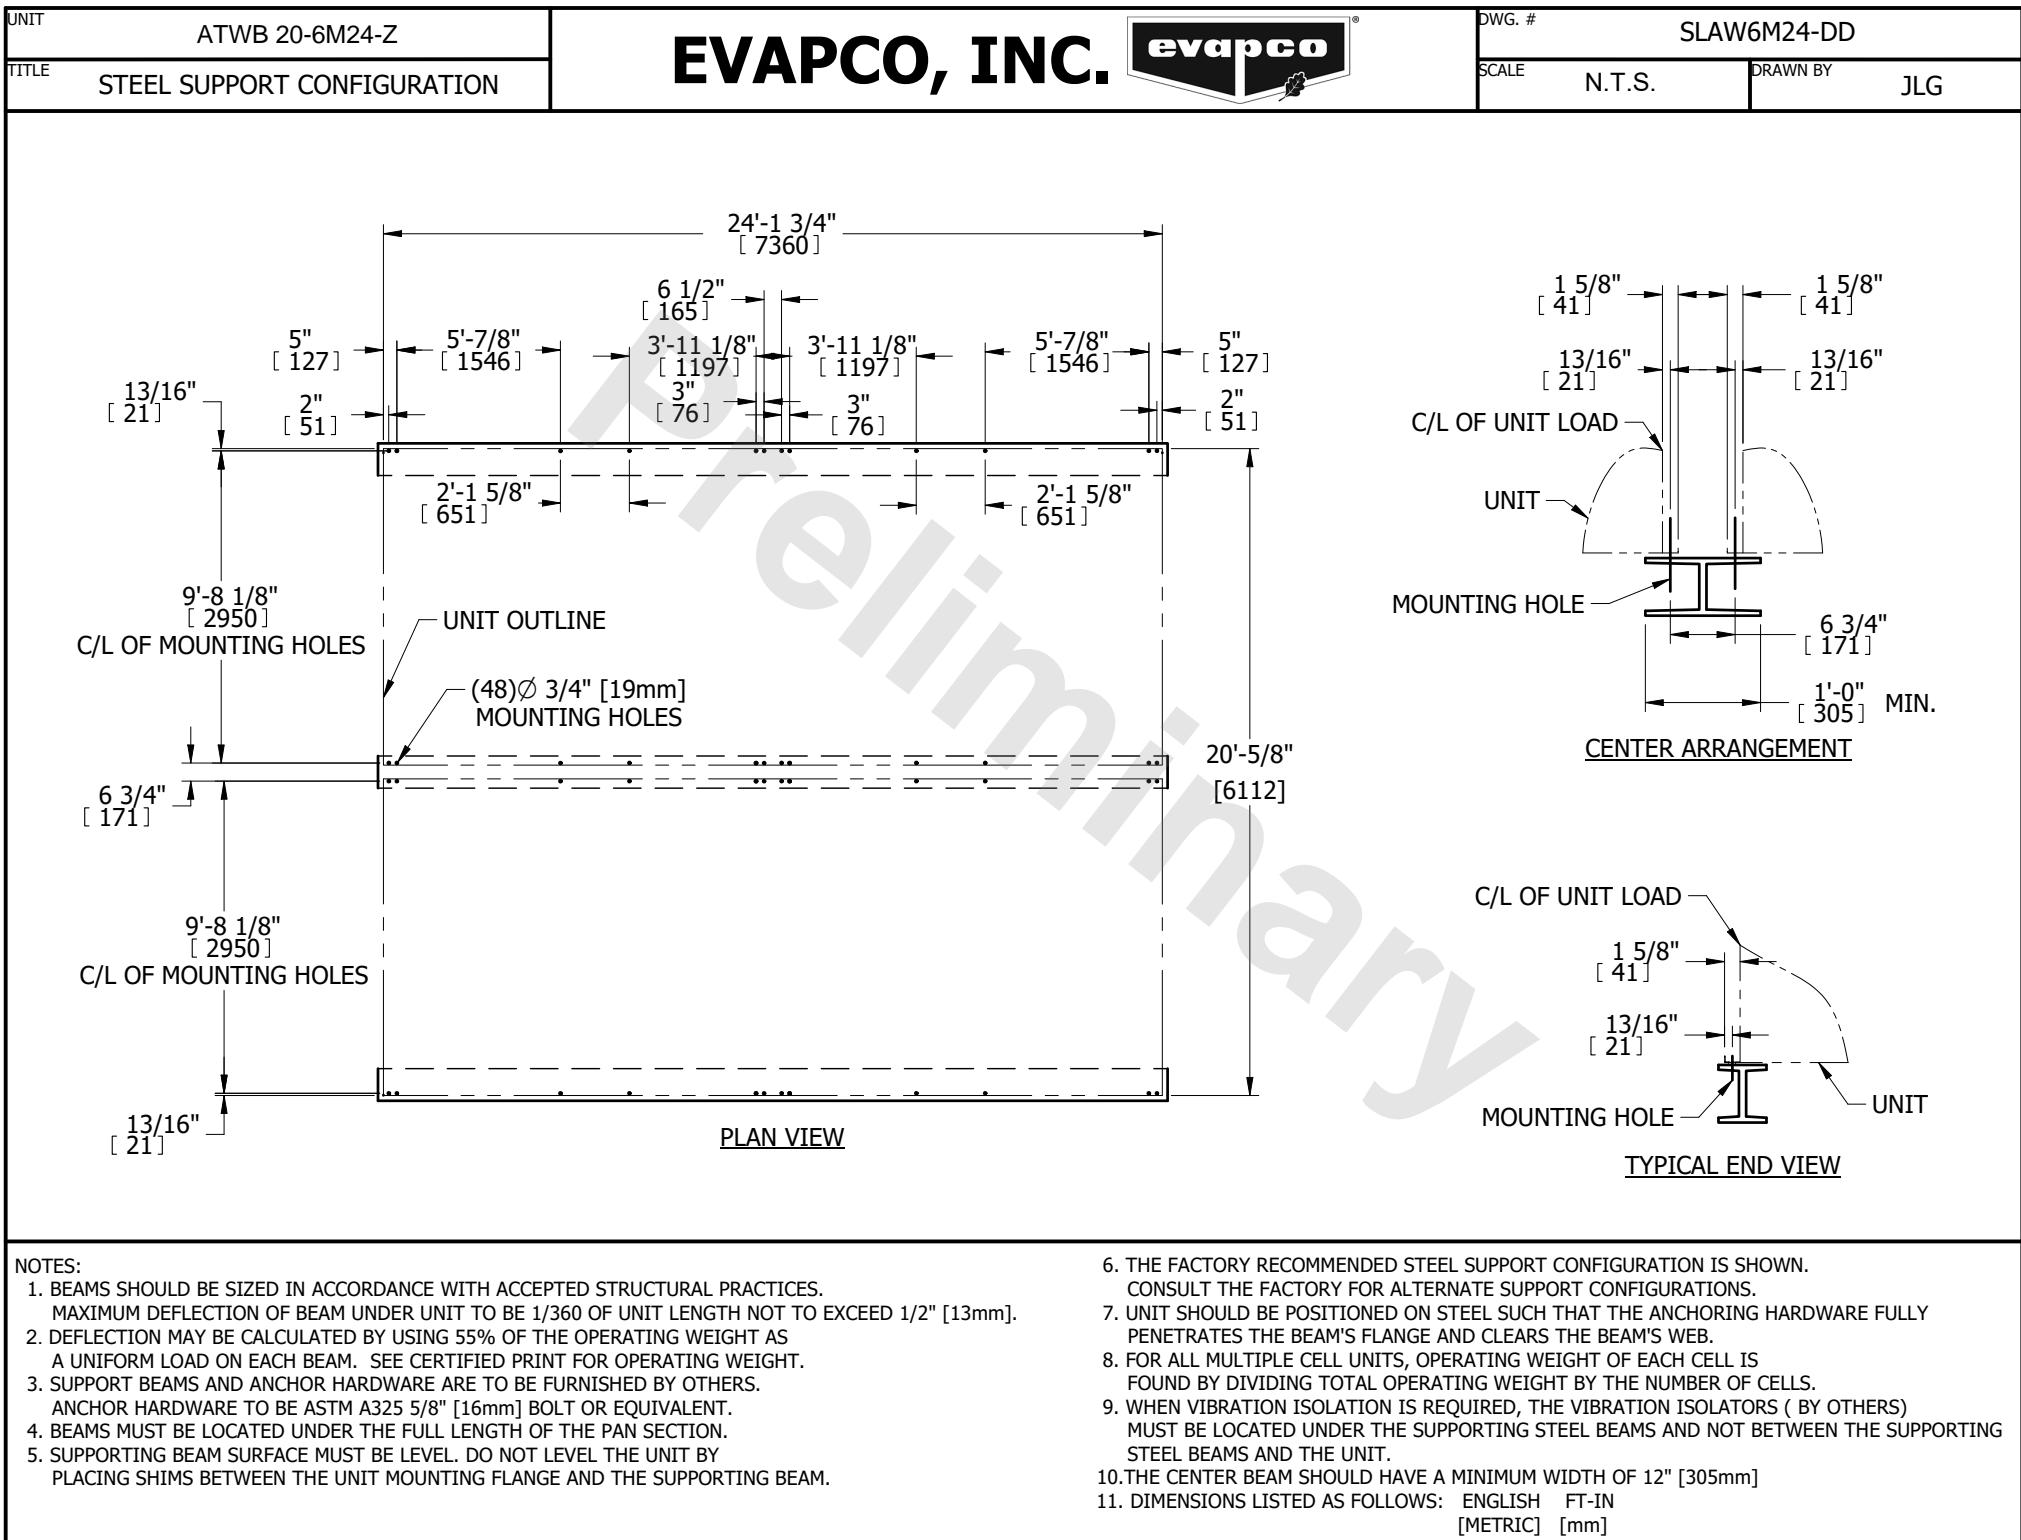 UNIT
ATWB 20-6M24-Z
TITLE
STEEL SUPPORT CONFIGURATION
EVAPCO, INC.
evapco
®
DWG. #
SLAW6M24-DD
SCALE
N.T.S.
DRAWN BY
JLG
24'-1 3/4"
[ 7360 ]
6 1/2"
[ 165 ]
5"
[ 127 ]
5'-7/8"
[ 1546 ]
3'-11 1/8"
[ 1197 ]
3'-11 1/8"
[ 1197 ]
5'-7/8"
[ 1546 ]
5"
[ 127 ]
13/16"
[ 21 ]
2"
[ 51 ]
3"
[ 76 ]
3"
[ 76 ]
2"
[ 51 ]
2'-1 5/8"
[ 651 ]
2'-1 5/8"
[ 651 ]
9'-8 1/8"
[ 2950 ]
C/L OF MOUNTING HOLES
UNIT OUTLINE
(48)Ø 3/4" [19mm]
MOUNTING HOLES
6 3/4"
[ 171 ]
20'-5/8"
[6112]
9'-8 1/8"
[ 2950 ]
C/L OF MOUNTING HOLES
13/16"
[ 21 ]
PLAN VIEW
Preliminary
1 5/8"
[ 41 ]
1 5/8"
[ 41 ]
13/16"
[ 21 ]
13/16"
[ 21 ]
C/L OF UNIT LOAD
UNIT
MOUNTING HOLE
6 3/4"
[ 171 ]
1'-0"
[ 305 ] MIN.
CENTER ARRANGEMENT
C/L OF UNIT LOAD
1 5/8"
[ 41 ]
13/16"
[ 21 ]
MOUNTING HOLE
UNIT
TYPICAL END VIEW
NOTES:
1. BEAMS SHOULD BE SIZED IN ACCORDANCE WITH ACCEPTED STRUCTURAL PRACTICES.
MAXIMUM DEFLECTION OF BEAM UNDER UNIT TO BE 1/360 OF UNIT LENGTH NOT TO EXCEED 1/2" [13mm].
2. DEFLECTION MAY BE CALCULATED BY USING 55% OF THE OPERATING WEIGHT AS
A UNIFORM LOAD ON EACH BEAM. SEE CERTIFIED PRINT FOR OPERATING WEIGHT.
3. SUPPORT BEAMS AND ANCHOR HARDWARE ARE TO BE FURNISHED BY OTHERS.
ANCHOR HARDWARE TO BE ASTM A325 5/8" [16mm] BOLT OR EQUIVALENT.
4. BEAMS MUST BE LOCATED UNDER THE FULL LENGTH OF THE PAN SECTION.
5. SUPPORTING BEAM SURFACE MUST BE LEVEL. DO NOT LEVEL THE UNIT BY
PLACING SHIMS BETWEEN THE UNIT MOUNTING FLANGE AND THE SUPPORTING BEAM.
6. THE FACTORY RECOMMENDED STEEL SUPPORT CONFIGURATION IS SHOWN.
CONSULT THE FACTORY FOR ALTERNATE SUPPORT CONFIGURATIONS.
7. UNIT SHOULD BE POSITIONED ON STEEL SUCH THAT THE ANCHORING HARDWARE FULLY
PENETRATES THE BEAM'S FLANGE AND CLEARS THE BEAM'S WEB.
8. FOR ALL MULTIPLE CELL UNITS, OPERATING WEIGHT OF EACH CELL IS
FOUND BY DIVIDING TOTAL OPERATING WEIGHT BY THE NUMBER OF CELLS.
9. WHEN VIBRATION ISOLATION IS REQUIRED, THE VIBRATION ISOLATORS ( BY OTHERS)
MUST BE LOCATED UNDER THE SUPPORTING STEEL BEAMS AND NOT BETWEEN THE SUPPORTING
STEEL BEAMS AND THE UNIT.
10.THE CENTER BEAM SHOULD HAVE A MINIMUM WIDTH OF 12" [305mm]
11. DIMENSIONS LISTED AS FOLLOWS: ENGLISH FT-IN
[METRIC] [mm]